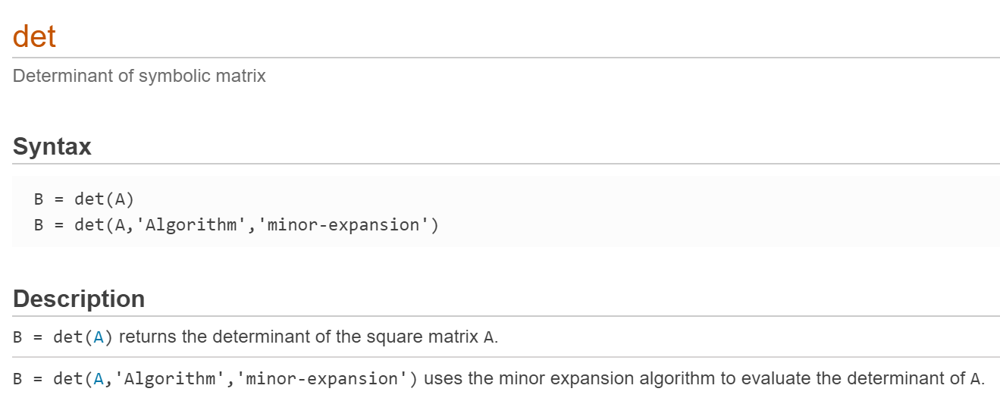 det
Determinant of symbolic matrix
Syntax
B = det(A)
B = det(A,'Algorithm','minor-expansion')
Description
B = det(A) returns the determinant of the square matrix A.
B = det(A,'Algorithm','minor-expansion') uses the minor expansion algorithm to evaluate the determinant of A.